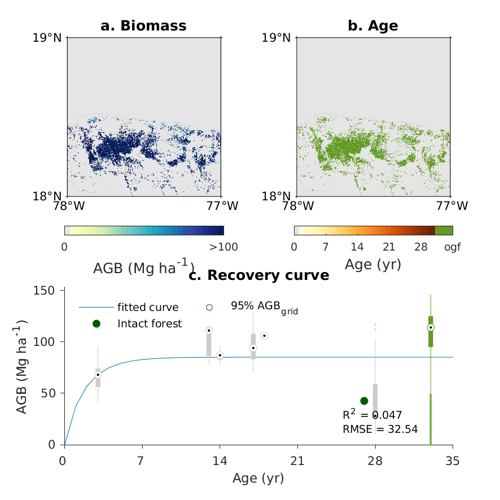 a. Biomass
b. Age
19°N
19°N
18°N
18°N
78°W 77°W
78°W 77°W
0 >100
0 7 14 21 28 ogf
AGB (Mg ha-1)
Age (yr)
c. Recovery curve
150
fitted curve
95% AGBgrid
Intact forest
100
AGB (Mg ha-1)
50
R2 = 0.047
RMSE = 32.54
0
0 7 14 21 28 35
Age (yr)